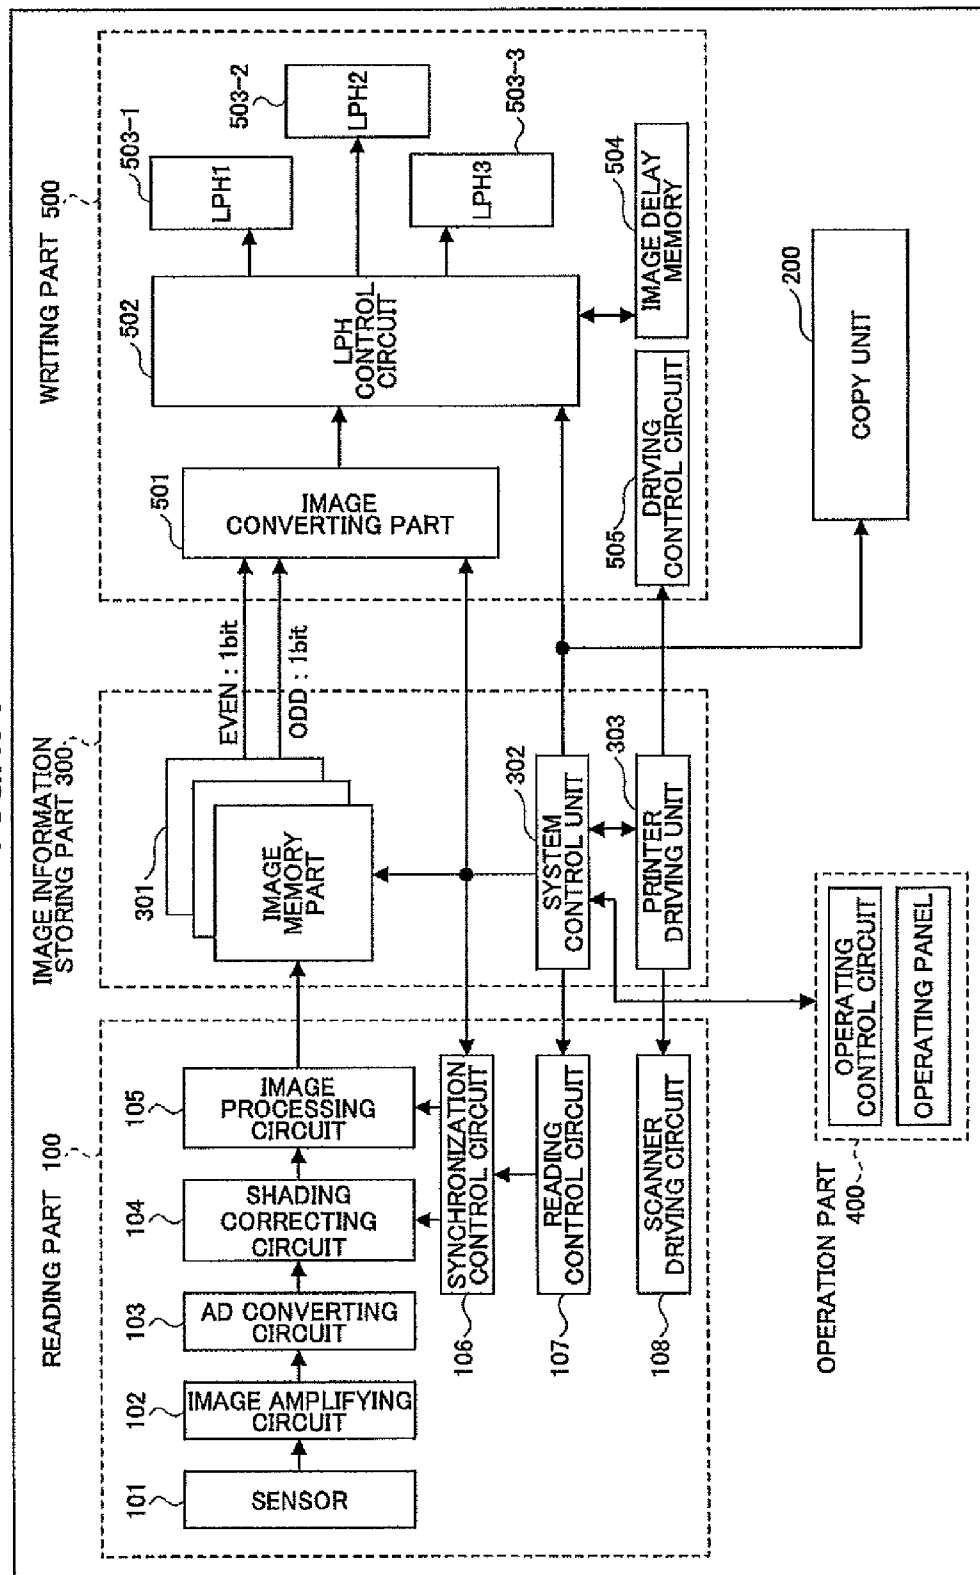 READING PART 100
101
SENSOR
102
IMAGE AMPLIFYING
CIRCUIT
103
AD CONVERTING
CIRCUIT
104
SHADING
CORRECTING
CIRCUIT
105
IMAGE
PROCESSING
CIRCUIT
106
SYNCHRONIZATION
CONTROL CIRCUIT
107
READING
CONTROL CIRCUIT
108
SCANNER
DRIVING CIRCUIT
IMAGE INFORMATION
STORING PART 300
301
IMAGE
MEMORY
PART
302
SYSTEM
CONTROL UNIT
303
PRINTER
DRIVING UNIT
EVEN : 1bit
ODD : 1bit
WRITING PART 500
501
IMAGE
CONVERTING PART
502
LPH
CONTROL
CIRCUIT
503-1
LPH1
503-2
LPH2
503-3
LPH3
504
IMAGE DELAY
MEMORY
505
DRIVING
CONTROL CIRCUIT
OPERATION PART
400
OPERATING
CONTROL CIRCUIT
OPERATING PANEL
200
COPY UNIT